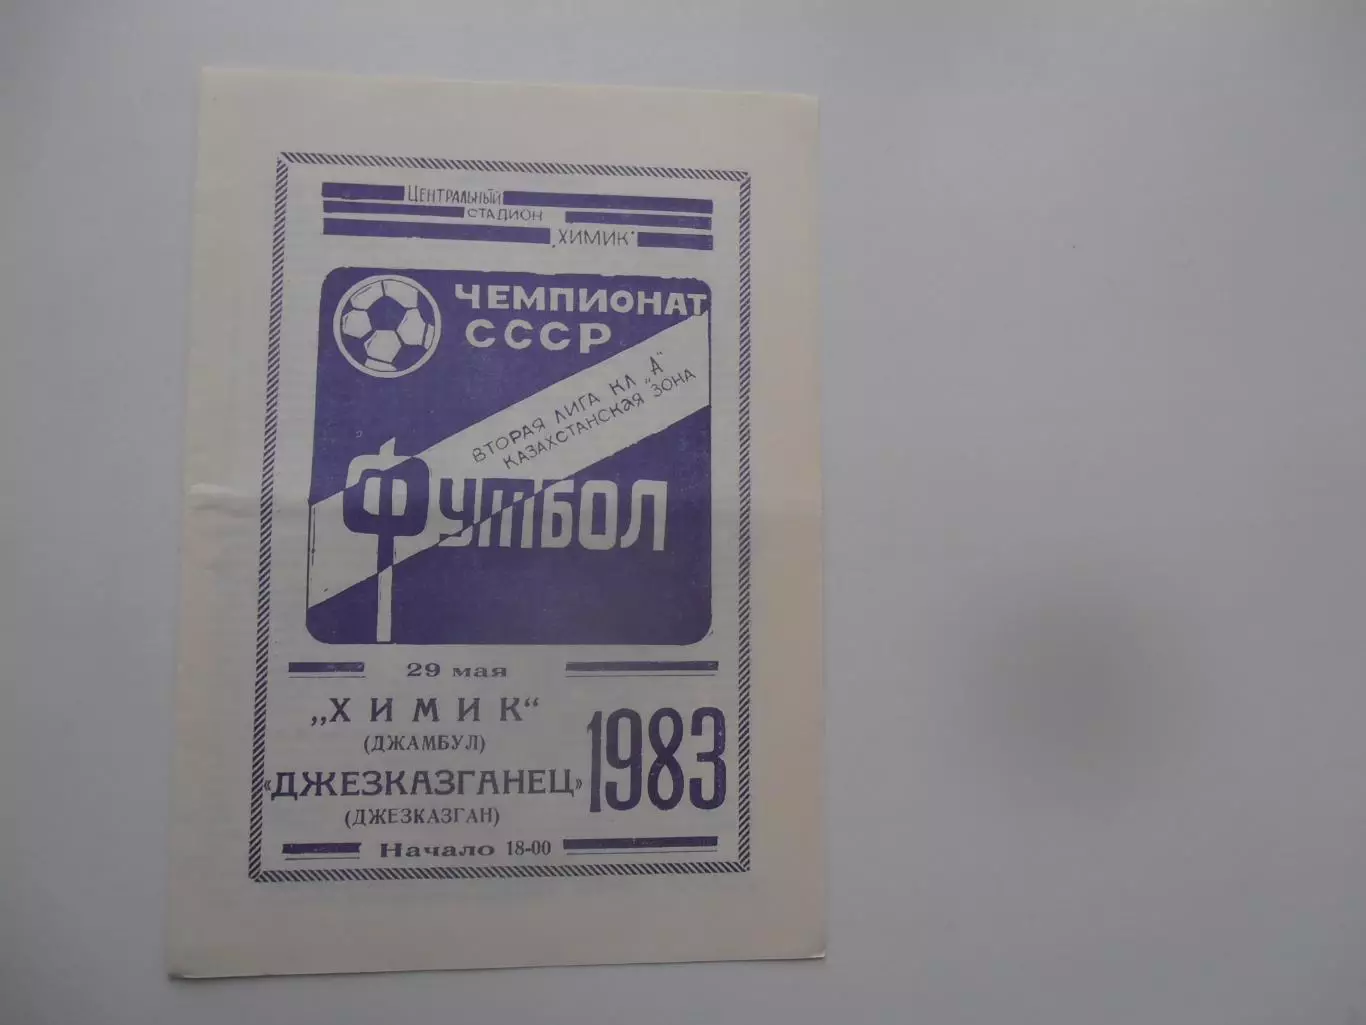 ЦЕНТРАЛЬНЫЙ
СТАДИОН
„ХИМИК"
ЧЕМПИОНАТ
СССР
ВТОРАЯ ЛИГА КЛ „А"
КАЗАХСТАНСКАЯ ЗОНА
ФУТБОЛ
29 мая
„ХИМИК"
(ДЖАМБУЛ)
«ДЖЕЗКАЗГАНЕЦ»
(ДЖЕЗКАЗГАН)
1983
Начало 18-00